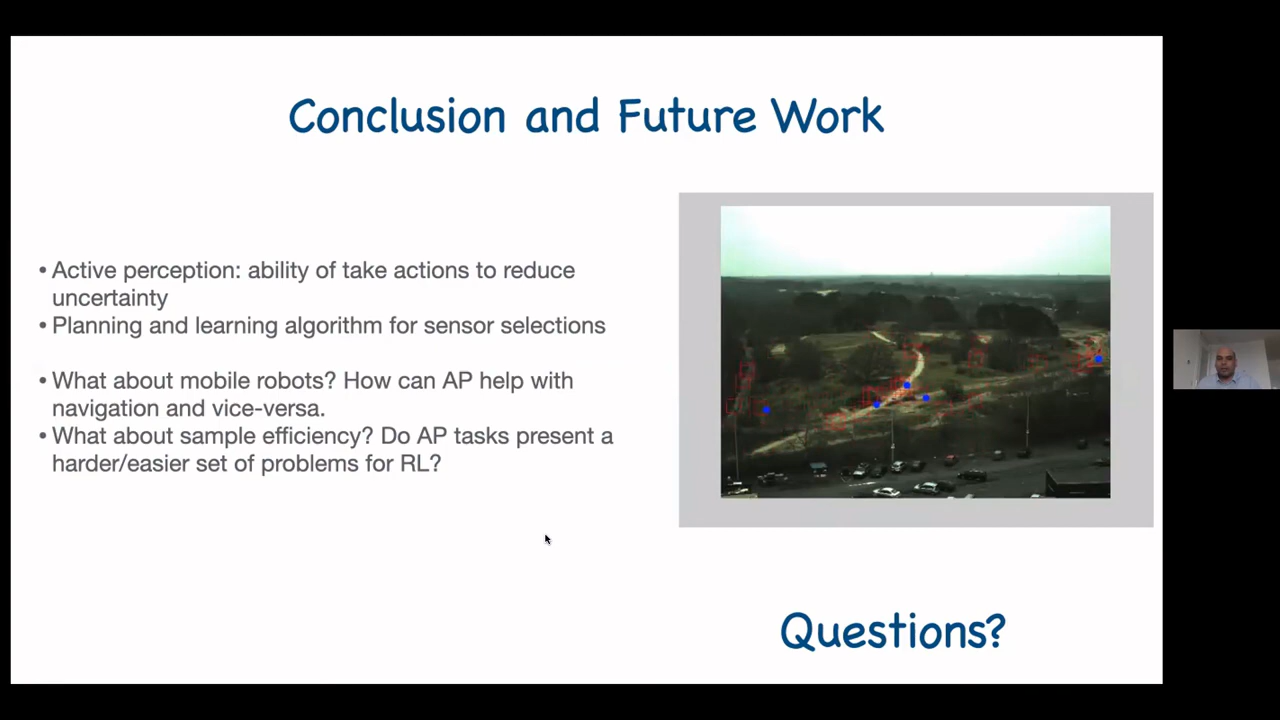 Conclusion and Future Work
• Active perception: ability of take actions to reduce
uncertainty
• Planning and learning algorithm for sensor selections
• What about mobile robots? How can AP help with
navigation and vice-versa.
• What about sample efficiency? Do AP tasks present a
harder/easier set of problems for RL?
Questions?